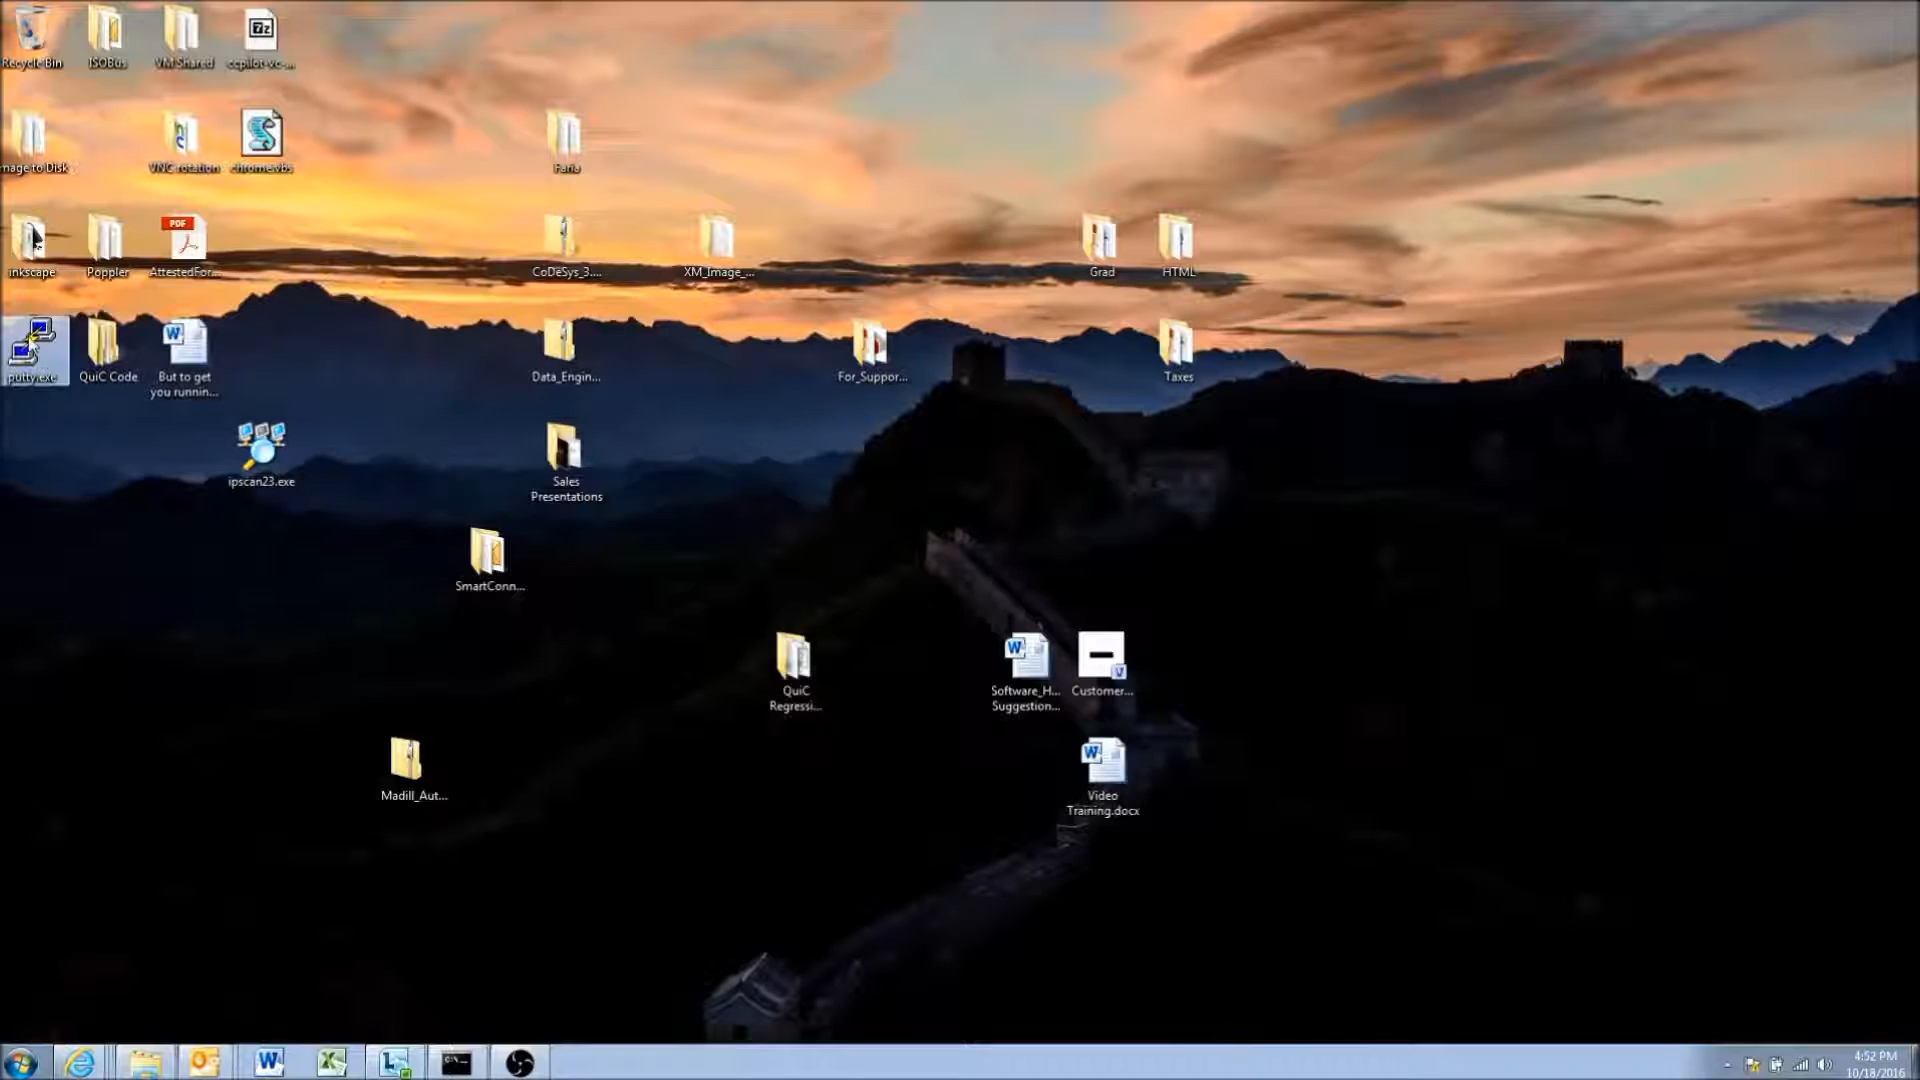 Recycle Bin
ISOBus
VM Shared
ccpilot-vc-...
mage to Disk
VNC rotation
chrome.vbs
Faria
inkscape
Poppler
PDF
AttestedFor...
CoDeSys_3....
XM_Image_...
Grad
HTML
putty.exe
QuiC Code
But to get
you runnin...
Data_Engin...
For_Suppor...
Taxes
ipscan23.exe
Sales
Presentations
SmartConn...
QuiC
Regressi...
Software_H...
Suggestion...
Customer...
Madill_Aut...
Video
Training.docx
4:52 PM
10/18/2016